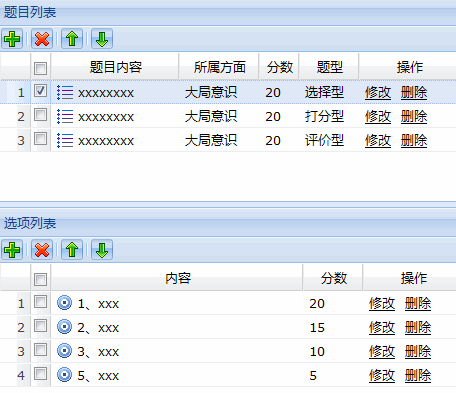 题目列表
题目内容 所属方面 分数 题型 操作
1 xxxxxxxx 大局意识 20 选择型 修改 删除
2 xxxxxxxx 大局意识 20 打分型 修改 删除
3 xxxxxxxx 大局意识 20 评价型 修改 删除
选项列表
内容 分数 操作
1 1、xxx 20 修改 删除
2 2、xxx 15 修改 删除
3 3、xxx 10 修改 删除
4 5、xxx 5 修改 删除